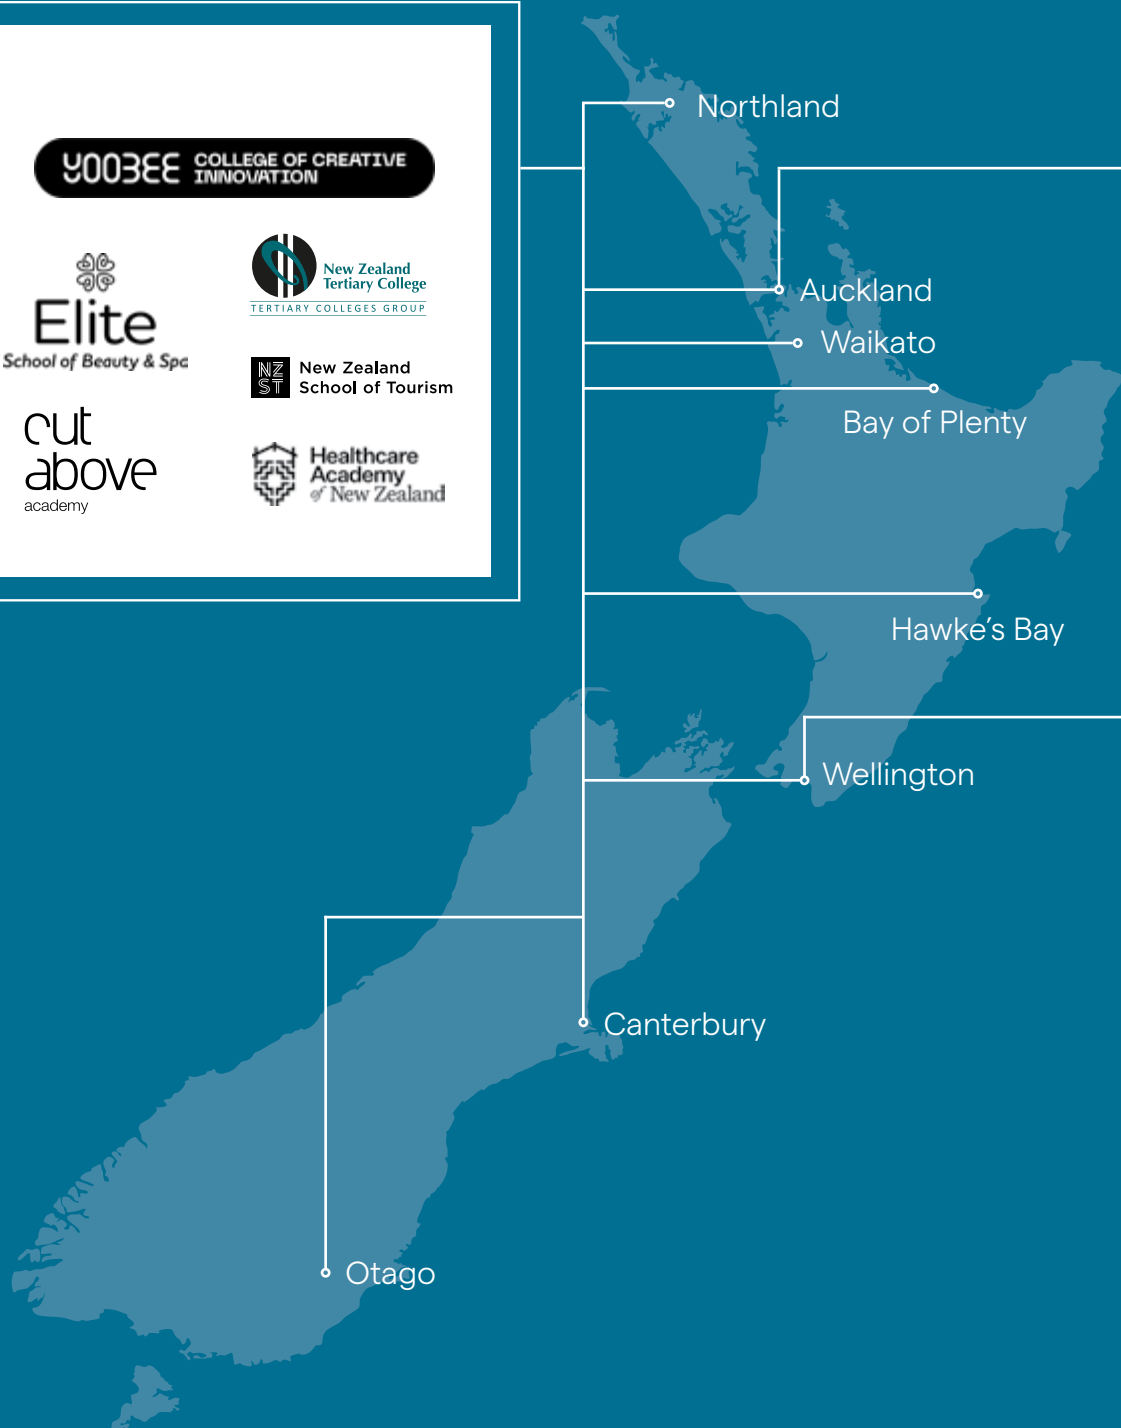 YOOBEE COLLEGE OF CREATIVE
INNOVATION
Elite
School of Beauty & Spa
New Zealand
Tertiary College
TERTIARY COLLEGES GROUP
NZ
ST
New Zealand
School of Tourism
cut
above
academy
Healthcare
Academy
of New Zealand
Northland
Auckland
Waikato
Bay of Plenty
Hawke’s Bay
Wellington
Canterbury
Otago